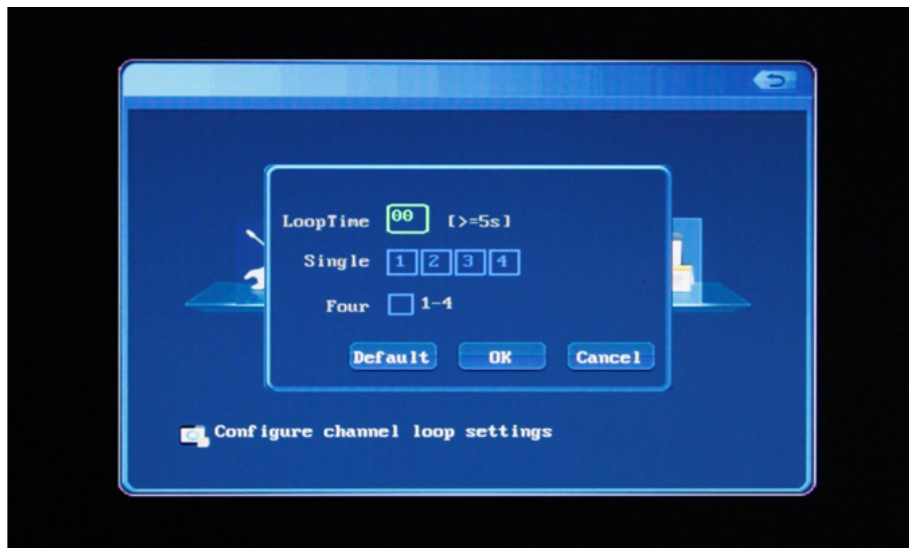 LoopTime 00 [>=5s]
Single 1 2 3 4
Four 1-4
Default OK Cancel
Configure channel loop settings